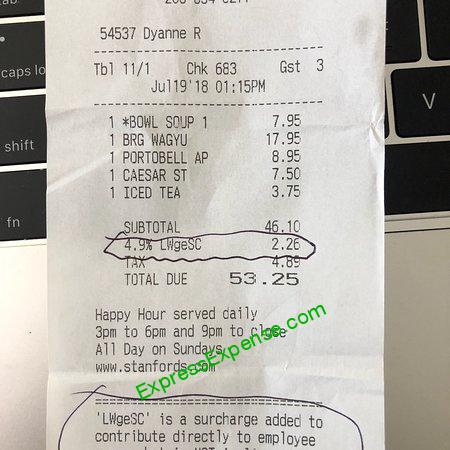 54537 Dyanne R
Tbl 11/1 Chk 683 Gst 3
Jul19'18 01:15PM
1 *BOWL SOUP 1 7.95
1 BRG WAGYU 17.95
1 PORTOBELL AP 8.95
1 CAESAR ST 7.50
1 ICED TEA 3.75
SUBTOTAL 46.10
4.9% LWgeSC 2.26
TAX 4.89
TOTAL DUE 53.25
Happy Hour served daily
3pm to 6pm and 9pm to close
All Day on Sundays
www.stanfords.com
ExpressExpense.com
'LWgeSC' is a surcharge added to
contribute directly to employee
caps lo
shift
fn
V